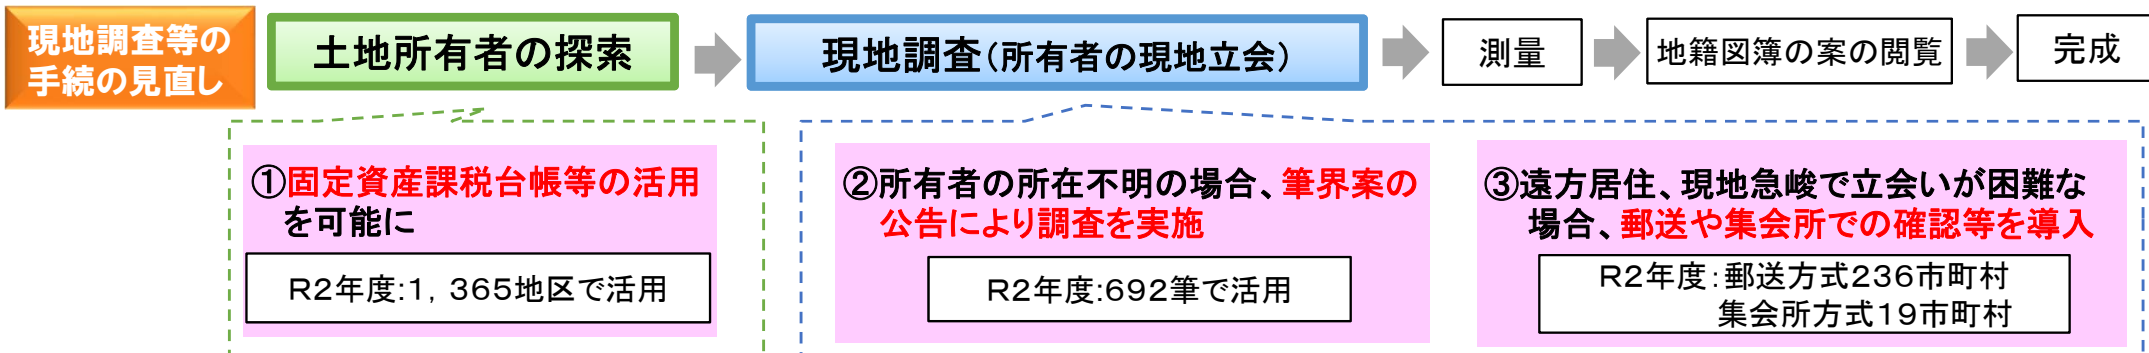 現地調査等の
手続の見直し
土地所有者の探索
現地調査(所有者の現地立会)
測量
地籍図簿の案の閲覧
完成
①固定資産課税台帳等の活用
を可能に
R2年度:1,365地区で活用
②所有者の所在不明の場合、筆界案の
公告により調査を実施
R2年度:692筆で活用
③遠方居住、現地急峻で立会いが困難な
場合、郵送や集会所での確認等を導入
R2年度:郵送方式236市町村
集会所方式19市町村